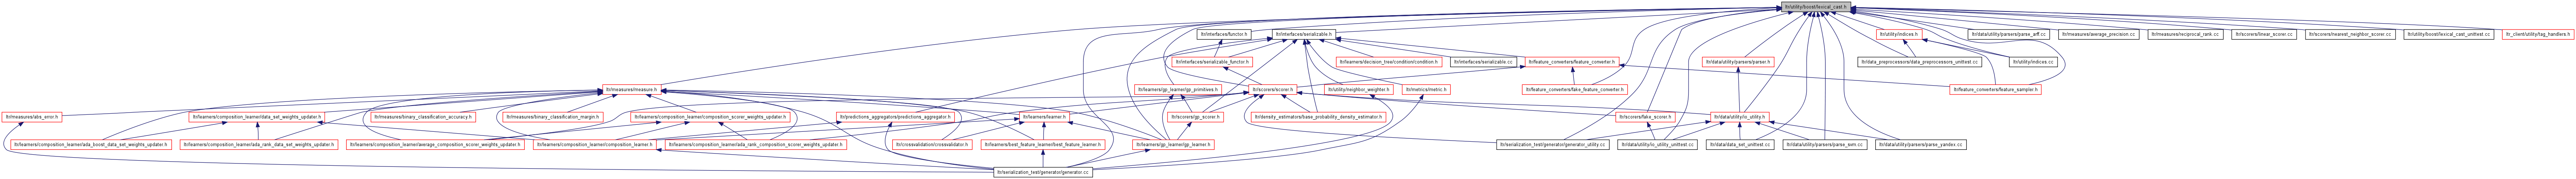 ltr/utility/boost/lexical_cast.h
ltr/interfaces/functor.h
ltr/interfaces/serializable.h
ltr/utility/indices.h
ltr/data/utility/parsers/parse_arff.cc
ltr/measures/average_precision.cc
ltr/measures/reciprocal_rank.cc
ltr/scorers/linear_scorer.cc
ltr/scorers/nearest_neighbor_scorer.cc
ltr/utility/boost/lexical_cast_unittest.cc
ltr_client/utility/tag_handlers.h
ltr/interfaces/serializable_functor.h
ltr/learners/decision_tree/condition/condition.h
ltr/interfaces/serializable.cc
ltr/feature_converters/feature_converter.h
ltr/data/utility/parsers/parser.h
ltr/data_preprocessors/data_preprocessors_unittest.cc
ltr/utility/indices.cc
ltr/measures/measure.h
ltr/learners/gp_learner/gp_primitives.h
ltr/scorers/scorer.h
ltr/utility/neighbor_weighter.h
ltr/metrics/metric.h
ltr/feature_converters/fake_feature_converter.h
ltr/feature_converters/feature_sampler.h
ltr/measures/abs_error.h
ltr/learners/composition_learner/data_set_weights_updater.h
ltr/measures/binary_classification_accuracy.h
ltr/measures/binary_classification_margin.h
ltr/learners/composition_learner/composition_scorer_weights_updater.h
ltr/predictions_aggregators/predictions_aggregator.h
ltr/learners/learner.h
ltr/scorers/gp_scorer.h
ltr/density_estimators/base_probability_density_estimator.h
ltr/scorers/fake_scorer.h
ltr/data/utility/io_utility.h
ltr/learners/composition_learner/ada_boost_data_set_weights_updater.h
ltr/learners/composition_learner/ada_rank_data_set_weights_updater.h
ltr/learners/composition_learner/average_composition_scorer_weights_updater.h
ltr/learners/composition_learner/composition_learner.h
ltr/learners/composition_learner/ada_rank_composition_scorer_weights_updater.h
ltr/crossvalidation/crossvalidator.h
ltr/learners/best_feature_learner/best_feature_learner.h
ltr/learners/gp_learner/gp_learner.h
ltr/serialization_test/generator/generator_utility.cc
ltr/data/utility/io_utility_unittest.cc
ltr/data/data_set_unittest.cc
ltr/data/utility/parsers/parse_svm.cc
ltr/data/utility/parsers/parse_yandex.cc
ltr/serialization_test/generator/generator.cc